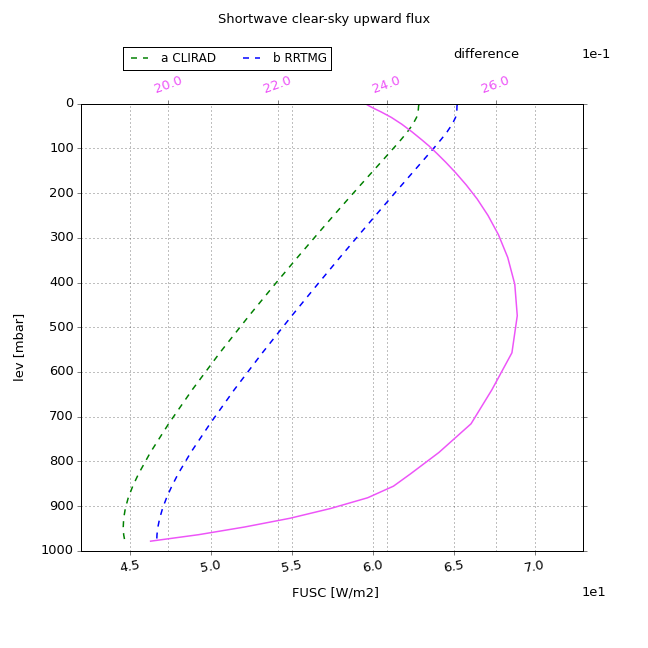 Shortwave clear-sky upward flux
a CLIRAD b RRTMG
difference 1e-1
20.0 22.0 24.0 26.0
0
100
200
300
400
500
600
700
800
900
1000
lev [mbar]
4.5 5.0 5.5 6.0 6.5 7.0
FUSC [W/m2] 1e1